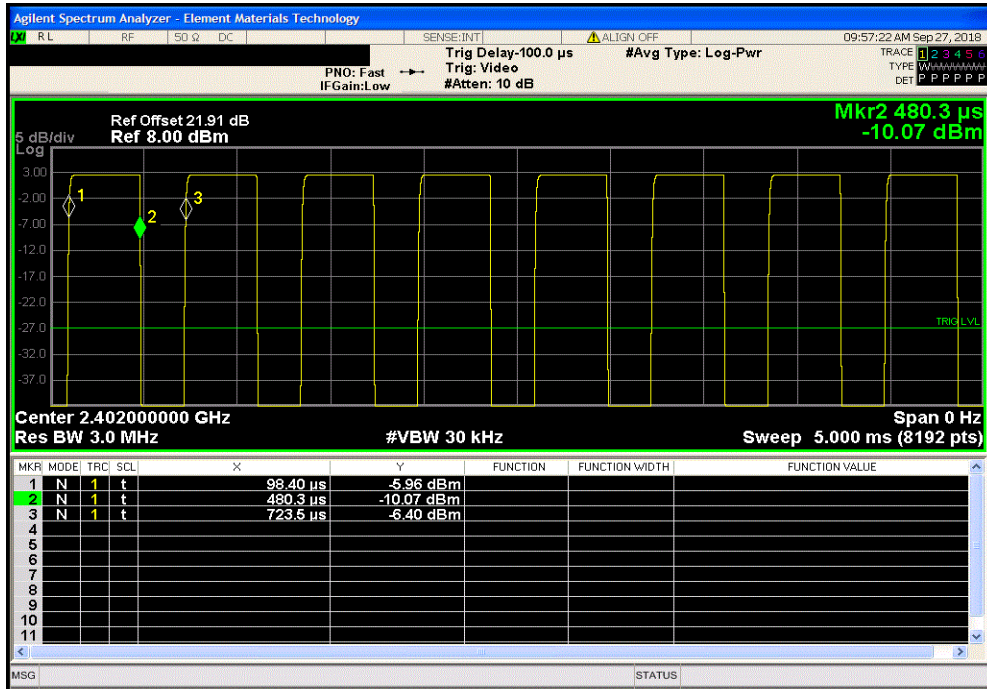 Agilent Spectrum Analyzer - Element Materials Technology
LXI RL RF 50 Ω DC SENSE:INT ALIGN OFF 09:57:22 AM Sep 27, 2018
PNO: Fast
IFGain:Low
Trig Delay-100.0 µs
Trig: Video
#Atten: 10 dB
#Avg Type: Log-Pwr
TRACE 1 2 3 4 5 6
TYPE WWWWWW
DET P P P P P P
Mkr2 480.3 µs
-10.07 dBm
Ref Offset 21.91 dB
5 dB/div Ref 8.00 dBm
Log
3.00
-2.00
-7.00
-12.0
-17.0
-22.0
-27.0
-32.0
-37.0
1
2
3
TRIG LVL
Center 2.402000000 GHz Span 0 Hz
Res BW 3.0 MHz #VBW 30 kHz Sweep 5.000 ms (8192 pts)
MKR MODE TRC SCL X Y FUNCTION FUNCTION WIDTH FUNCTION VALUE
1 N 1 t 98.40 µs -5.96 dBm
2 N 1 t 480.3 µs -10.07 dBm
3 N 1 t 723.5 µs -6.40 dBm
4
5
6
7
8
9
10
11
MSG STATUS